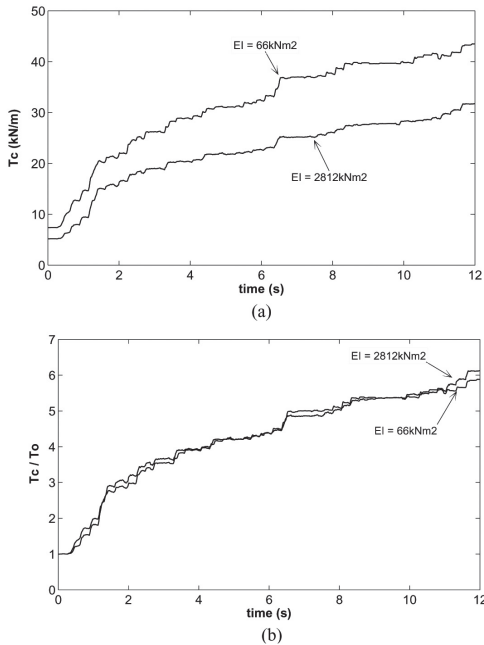 50
40
30
20
10
0
Tc (kN/m)
EI = 66kNm2
EI = 2812kNm2
0 2 4 6 8 10 12
time (s)
(a)
7
6
5
4
3
2
1
0
Tc / To
EI = 2812kNm2
EI = 66kNm2
0 2 4 6 8 10 12
time (s)
(b)